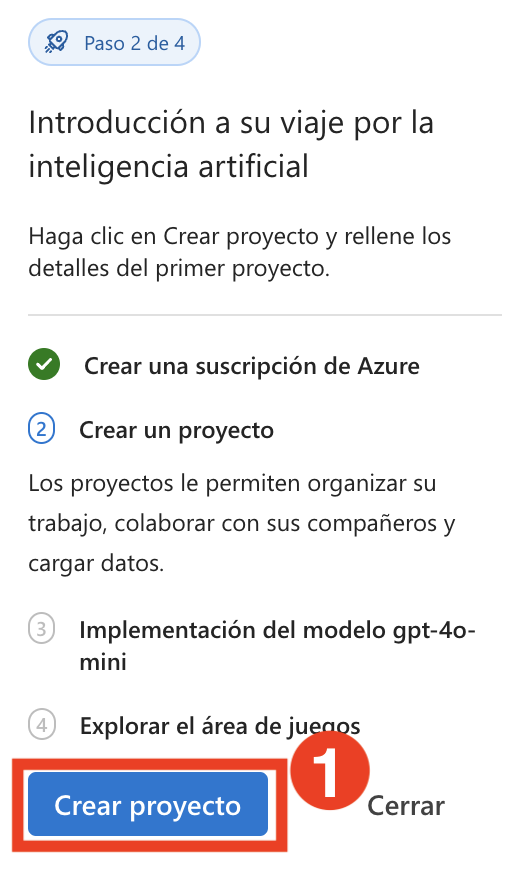 Paso 2 de 4
Introducción a su viaje por la
inteligencia artificial
Haga clic en Crear proyecto y rellene los
detalles del primer proyecto.
Crear una suscripción de Azure
2 Crear un proyecto
Los proyectos le permiten organizar su
trabajo, colaborar con sus compañeros y
cargar datos.
3 Implementación del modelo gpt-4o-
mini
4 Explorar el área de juegos
1
Crear proyecto Cerrar